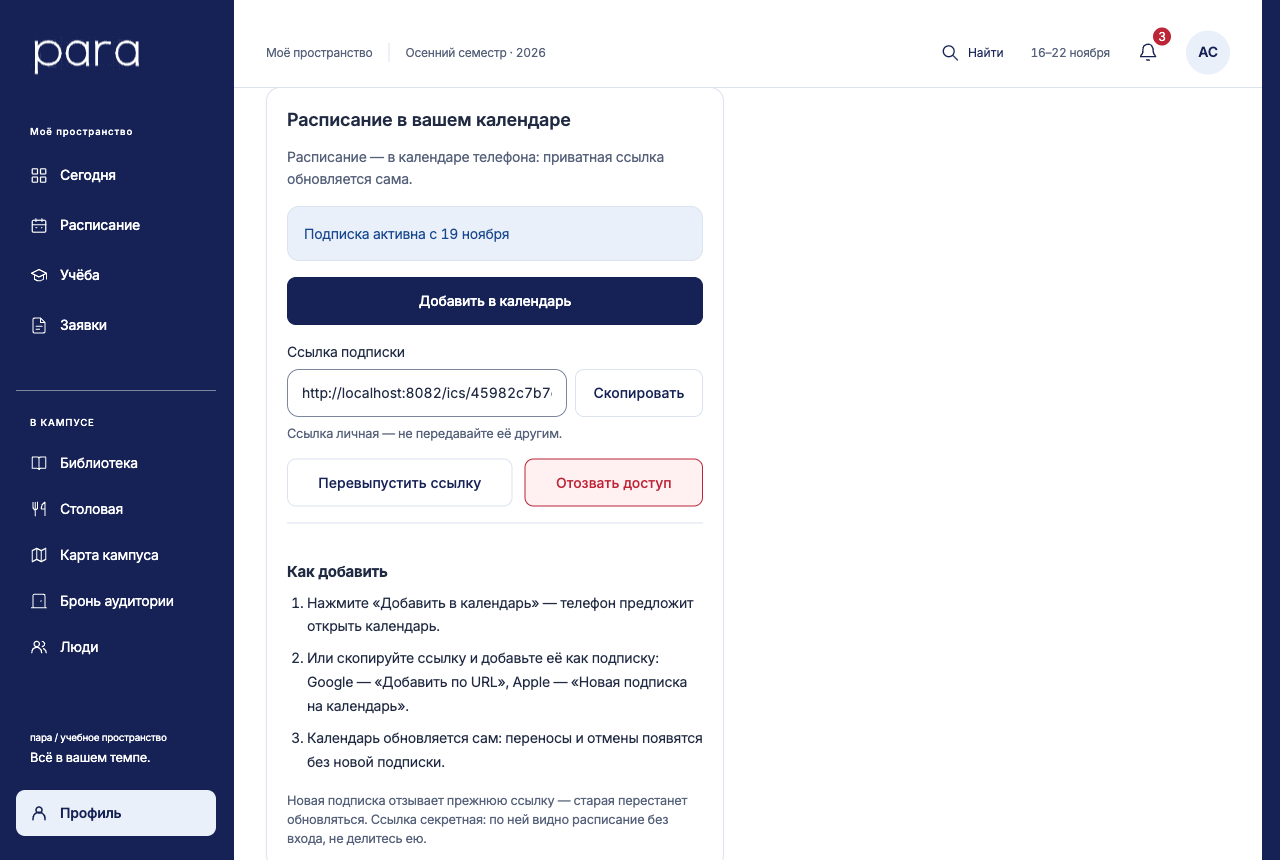 para
Моё пространство
Сегодня
Расписание
Учёба
Заявки
В КАМПУСЕ
Библиотека
Столовая
Карта кампуса
Бронь аудитории
Люди
пара / учебное пространство
Всё в вашем темпе.
Профиль
Моё пространство
Осенний семестр · 2026
Найти
16–22 ноября
3
АС
Расписание в вашем календаре
Расписание — в календаре телефона: приватная ссылка
обновляется сама.
Подписка активна с 19 ноября
Добавить в календарь
Ссылка подписки
http://localhost:8082/ics/45982c7b7
Скопировать
Ссылка личная — не передавайте её другим.
Перевыпустить ссылку
Отозвать доступ
Как добавить
1. Нажмите «Добавить в календарь» — телефон предложит
открыть календарь.
2. Или скопируйте ссылку и добавьте её как подписку:
Google — «Добавить по URL», Apple — «Новая подписка
на календарь».
3. Календарь обновляется сам: переносы и отмены появятся
без новой подписки.
Новая подписка отзывает прежнюю ссылку — старая перестанет
обновляться. Ссылка секретная: по ней видно расписание без
входа, не делитесь ею.